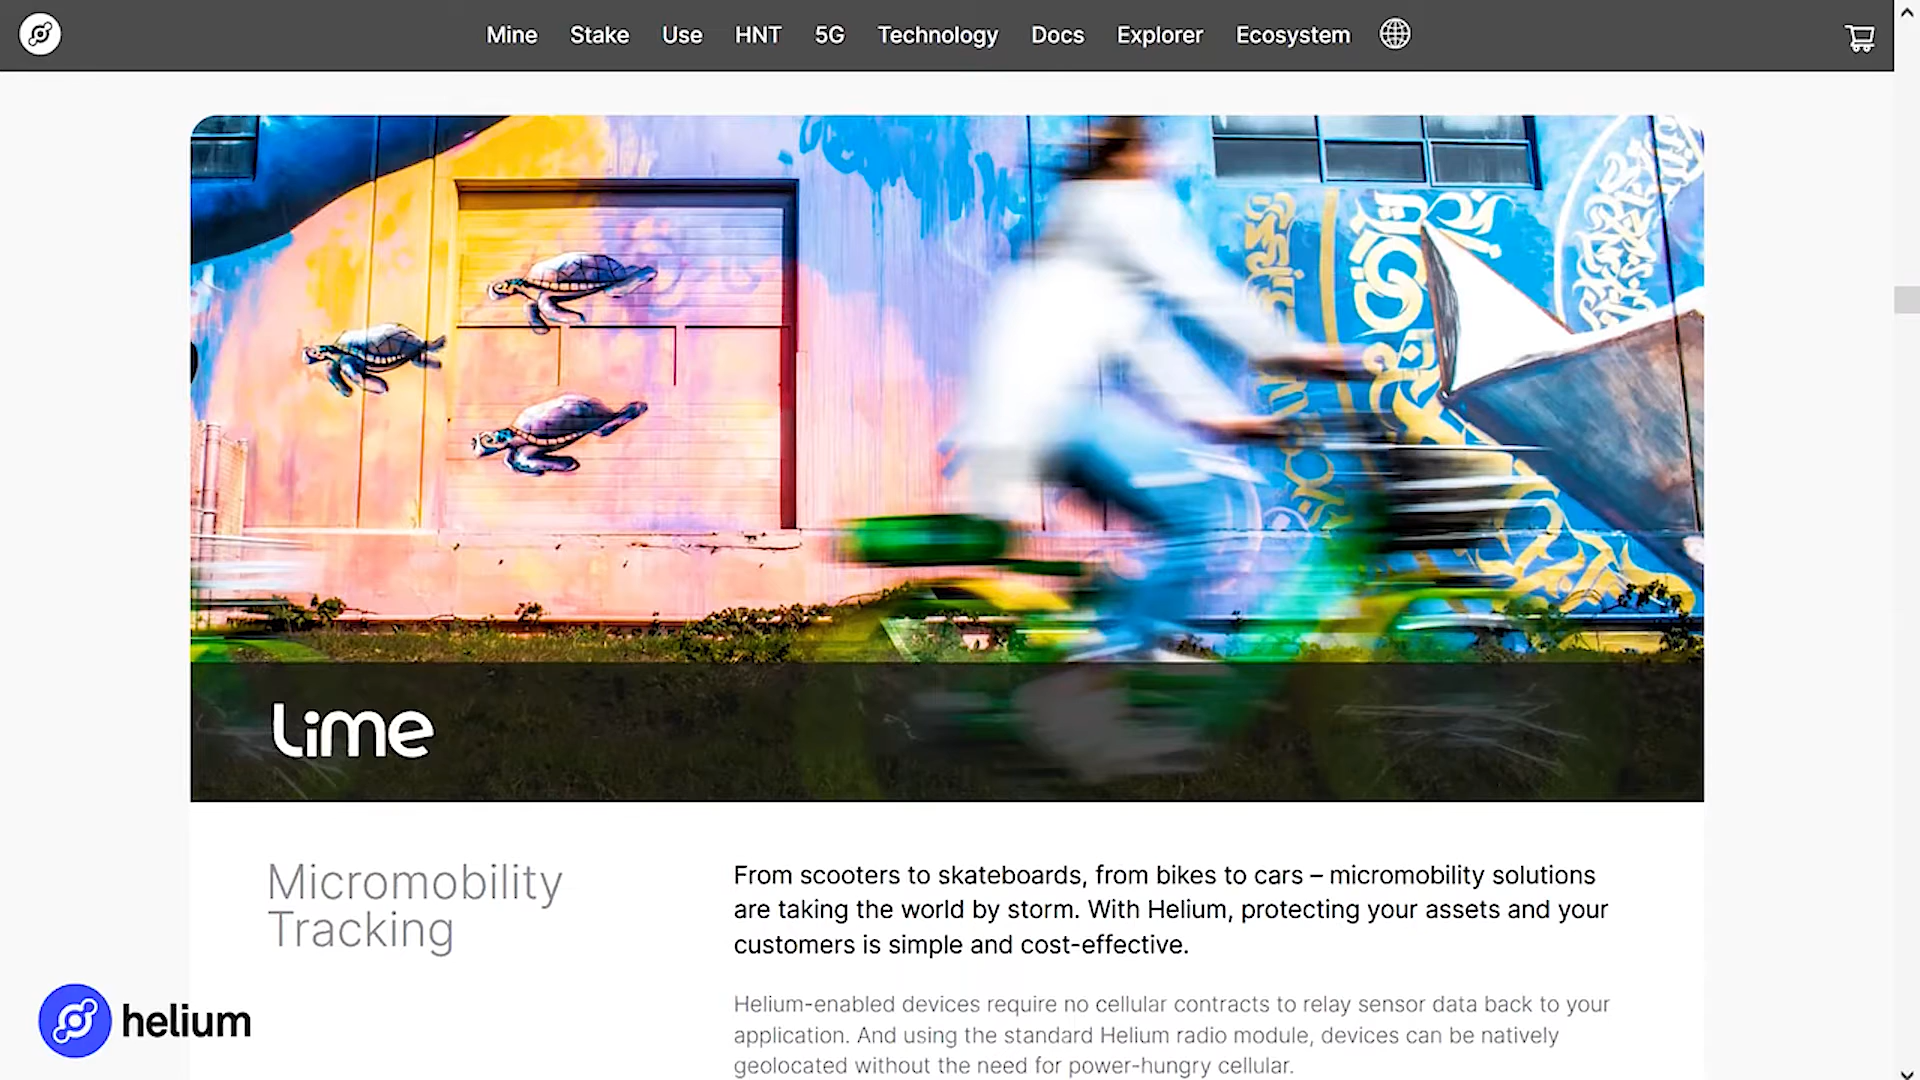 Mine Stake Use HNT 5G Technology Docs Explorer Ecosystem
Lime
Micromobility
Tracking
From scooters to skateboards, from bikes to cars – micromobility solutions
are taking the world by storm. With Helium, protecting your assets and your
customers is simple and cost-effective.
Helium-enabled devices require no cellular contracts to relay sensor data back to your
application. And using the standard Helium radio module, devices can be natively
geolocated without the need for power-hungry cellular.
helium